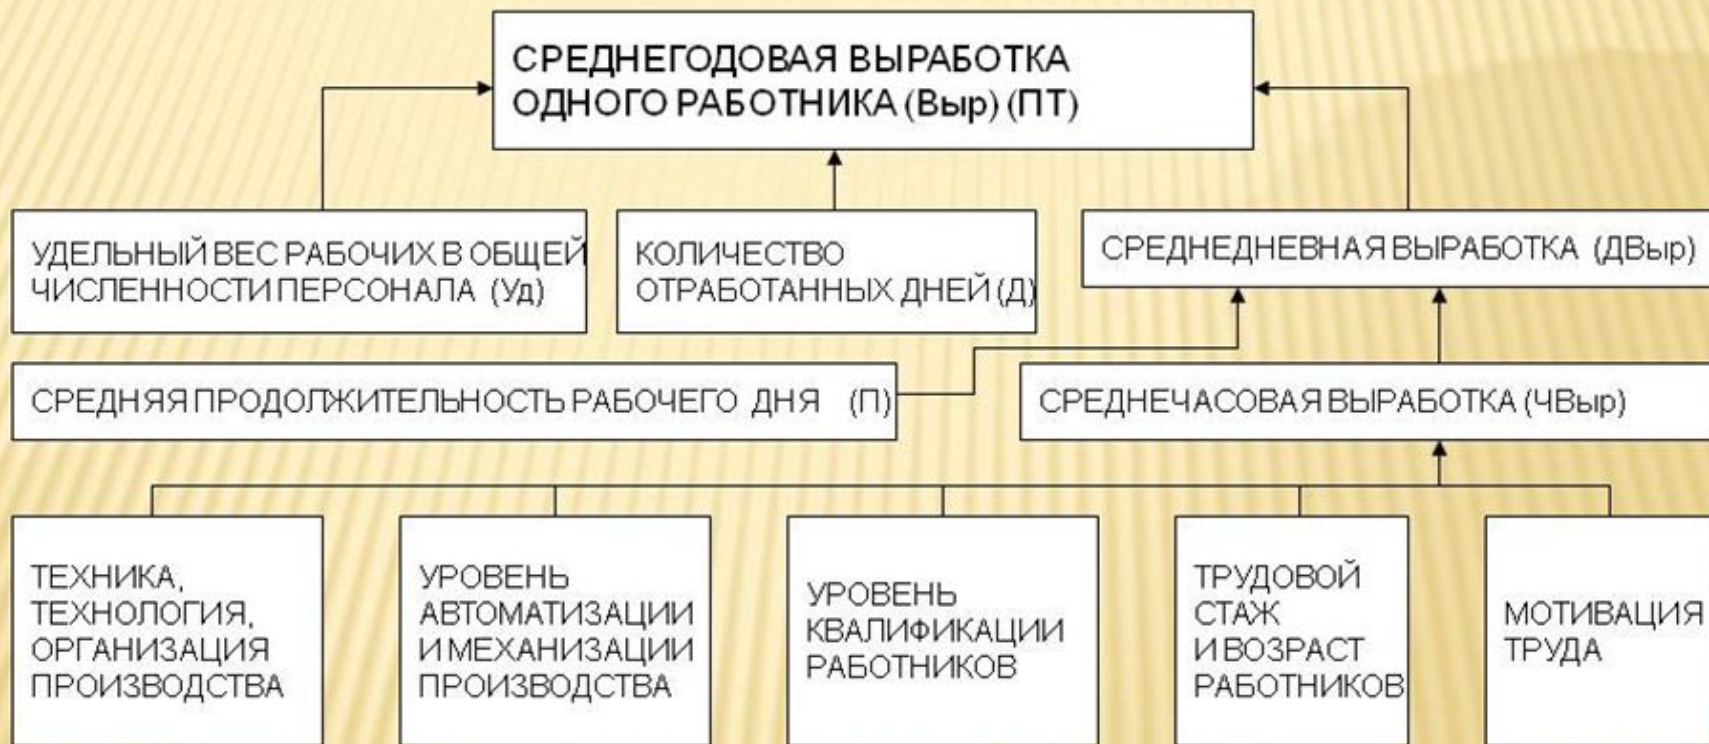 СРЕДНЕГОДОВАЯ ВЫРАБОТКА
ОДНОГО РАБОТНИКА (Выр) (ПТ)
УДЕЛЬНЫЙ ВЕС РАБОЧИХ В ОБЩЕЙ
ЧИСЛЕННОСТИ ПЕРСОНАЛА (Уд)
КОЛИЧЕСТВО
ОТРАБОТАННЫХ ДНЕЙ (Д)
СРЕДНЕДНЕВНАЯ ВЫРАБОТКА (ДВыр)
СРЕДНЯЯ ПРОДОЛЖИТЕЛЬНОСТЬ РАБОЧЕГО ДНЯ (П)
СРЕДНЕЧАСОВАЯ ВЫРАБОТКА (ЧВыр)
ТЕХНИКА,
ТЕХНОЛОГИЯ,
ОРГАНИЗАЦИЯ
ПРОИЗВОДСТВА
УРОВЕНЬ
АВТОМАТИЗАЦИИ
И МЕХАНИЗАЦИИ
ПРОИЗВОДСТВА
УРОВЕНЬ
КВАЛИФИКАЦИИ
РАБОТНИКОВ
ТРУДОВОЙ
СТАЖ
И ВОЗРАСТ
РАБОТНИКОВ
МОТИВАЦИЯ
ТРУДА